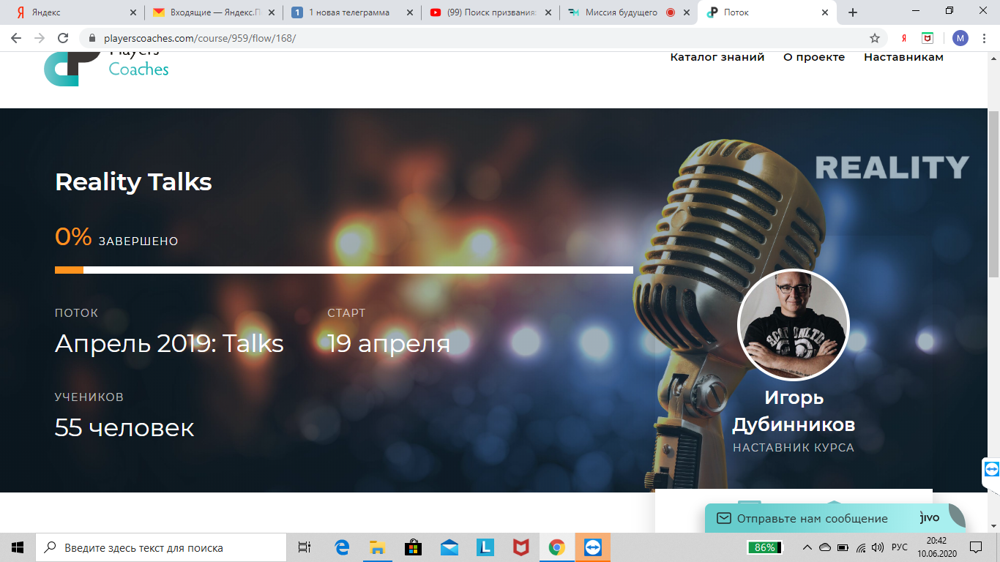 Яндекс
Входящие — Яндекс.П
1 новая телеграмма
(99) Поиск призвания:
Миссия будущего
Поток
playerscoaches.com/course/959/flow/168/
M
Players
Coaches
Каталог знаний О проекте Наставникам
REALITY
Reality Talks
0% ЗАВЕРШЕНО
ПОТОК СТАРТ
Апрель 2019: Talks 19 апреля
УЧЕНИКОВ
55 человек
Игорь
Дубинников
НАСТАВНИК КУРСА
Отправьте нам сообщение jivo
Введите здесь текст для поиска
86%
РУС
20:42
10.06.2020